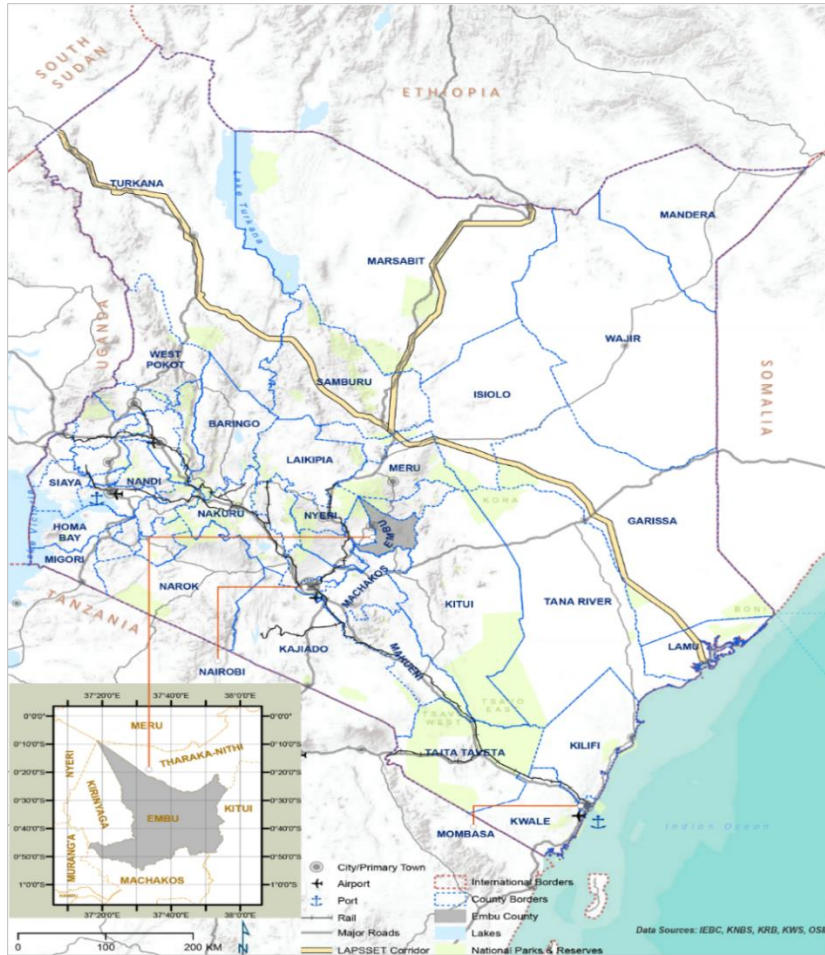 SOUTH
SUDAN
ETHIOPIA
TURKANA
Lake Turkana
MANDERA
MARSABIT
UGANDA
WEST
POKOT
WAJIR
SOMALIA
SAMBURU
ISIOLO
BARINGO
LAIKIPIA
MERU
SIAYA
NANDI
KORA
GARISSA
NAKURU
NYERI
EMBU
HOMA
BAY
MIGORI
MACHAKOS
NAROK
KITUI
TANA RIVER
TANZANIA
BONI
KAJIADO
LAMU
NAIROBI
MAKUENI
TSAVO
EAST
TSAVO
WEST
TAITA TAVETA
KILIFI
KWALE
MOMBASA
Indian Ocean
37°20'0"E 37°40'0"E 38°0'0"E
0°0'0" 0°0'0"
MERU
0°10'0"S 0°10'0"S
THARAKA-NITHI
NYERI
0°20'0"S 0°20'0"S
KIRINYAGA
0°30'0"S 0°30'0"S
EMBU
KITUI
0°40'0"S 0°40'0"S
MURANG'A
0°50'0"S 0°50'0"S
MACHAKOS
1°0'0"S 1°0'0"S
37°20'0"E 37°40'0"E 38°0'0"E
0 100 200 KM
N
City/Primary Town
Airport
Port
Rail
Major Roads
LAPSSET Corridor
International Borders
County Borders
Embu County
Lakes
National Parks & Reserves
Data Sources: IEBC, KNBS, KRB, KWS, OSM